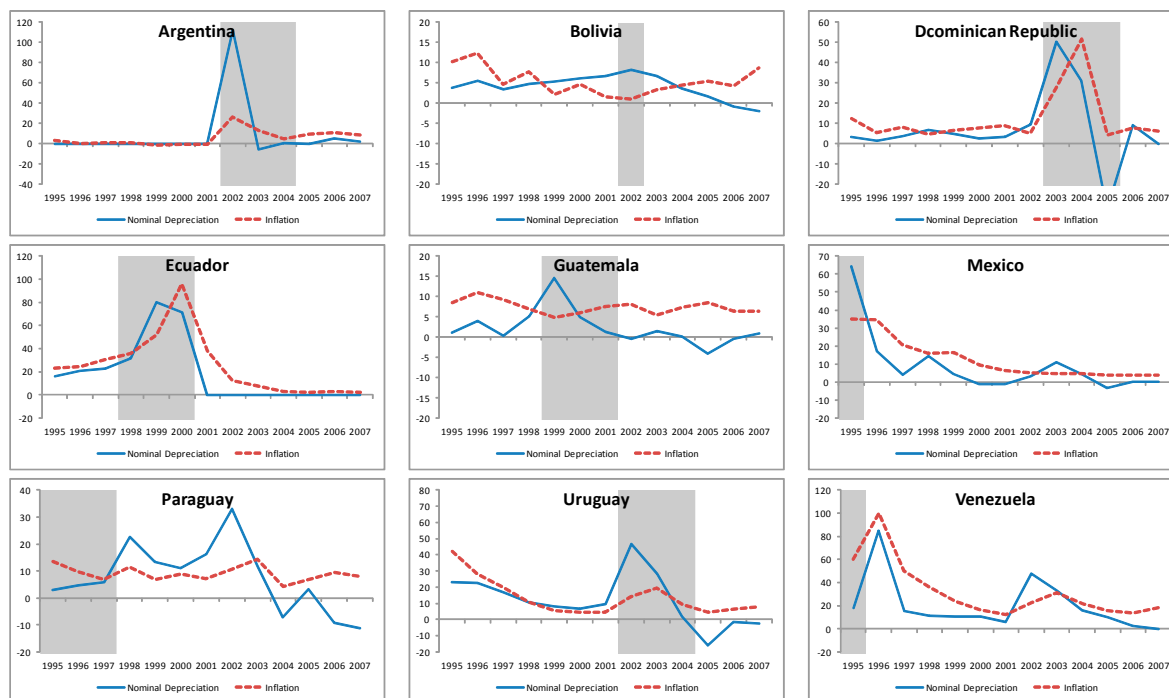 Argentina
120
100
80
60
40
20
0
-20
-40
1995 1996 1997 1998 1999 2000 2001 2002 2003 2004 2005 2006 2007
Nominal Depreciation Inflation
Bolivia
20
15
10
5
0
-5
-10
-15
-20
1995 1996 1997 1998 1999 2000 2001 2002 2003 2004 2005 2006 2007
Nominal Depreciation Inflation
Dcominican Republic
60
50
40
30
20
10
0
-10
-20
1995 1996 1997 1998 1999 2000 2001 2002 2003 2004 2005 2006 2007
Nominal Depreciation Inflation
Ecuador
120
100
80
60
40
20
0
-20
1995 1996 1997 1998 1999 2000 2001 2002 2003 2004 2005 2006 2007
Nominal Depreciation Inflation
Guatemala
20
15
10
5
0
-5
-10
-15
-20
1995 1996 1997 1998 1999 2000 2001 2002 2003 2004 2005 2006 2007
Nominal Depreciation Inflation
Mexico
70
60
50
40
30
20
10
0
-10
-20
1995 1996 1997 1998 1999 2000 2001 2002 2003 2004 2005 2006 2007
Nominal Depreciation Inflation
Paraguay
40
30
20
10
0
-10
-20
1995 1996 1997 1998 1999 2000 2001 2002 2003 2004 2005 2006 2007
Nominal Depreciation Inflation
Uruguay
80
70
60
50
40
30
20
10
0
-10
-20
1995 1996 1997 1998 1999 2000 2001 2002 2003 2004 2005 2006 2007
Nominal Depreciation Inflation
Venezuela
120
100
80
60
40
20
0
-20
1995 1996 1997 1998 1999 2000 2001 2002 2003 2004 2005 2006 2007
Nominal Depreciation Inflation